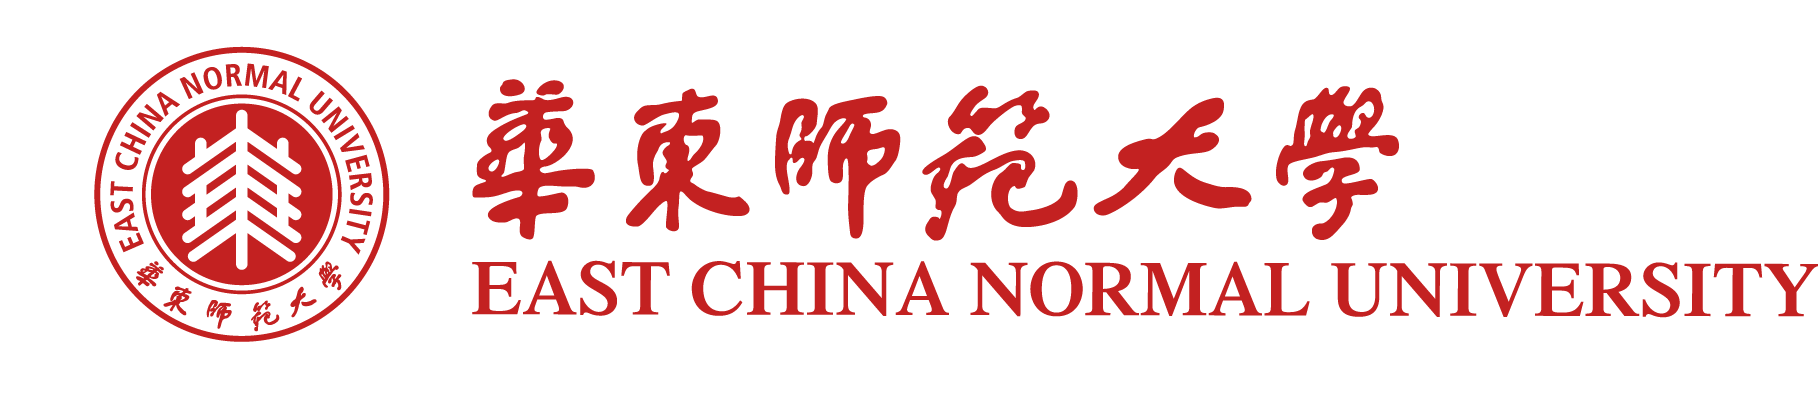 EAST CHINA NORMAL UNIVERSITY
華東師範大學
華東師範大學
EAST CHINA NORMAL UNIVERSITY